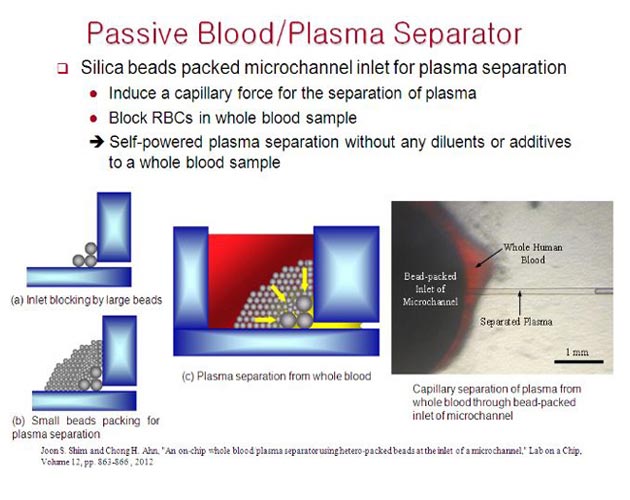 Passive Blood/Plasma Separator
Silica beads packed microchannel inlet for plasma separation
Induce a capillary force for the separation of plasma
Block RBCs in whole blood sample
➔ Self-powered plasma separation without any diluents or additives
to a whole blood sample
(a) Inlet blocking by large beads
(b) Small beads packing for
plasma separation
(c) Plasma separation from whole blood
Whole Human
Blood
Bead-packed
Inlet of
Microchannel
Separated Plasma
1 mm
Capillary separation of plasma from
whole blood through bead-packed
inlet of microchannel
Joon S. Shim and Chong H. Ahn, "An on-chip whole blood/plasma separator using hetero-packed beads at the inlet of a microchannel," Lab on a Chip,
Volume 12, pp. 863-866 , 2012